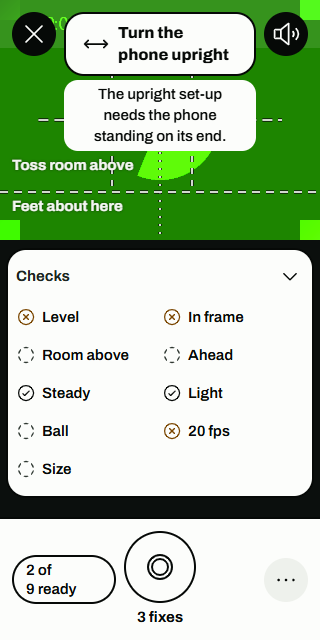 Turn the
phone upright
The upright set-up
needs the phone
standing on its end.
Toss room above
Feet about here
Checks
Level
In frame
Room above
Ahead
Steady
Light
Ball
20 fps
Size
2 of
9 ready
3 fixes